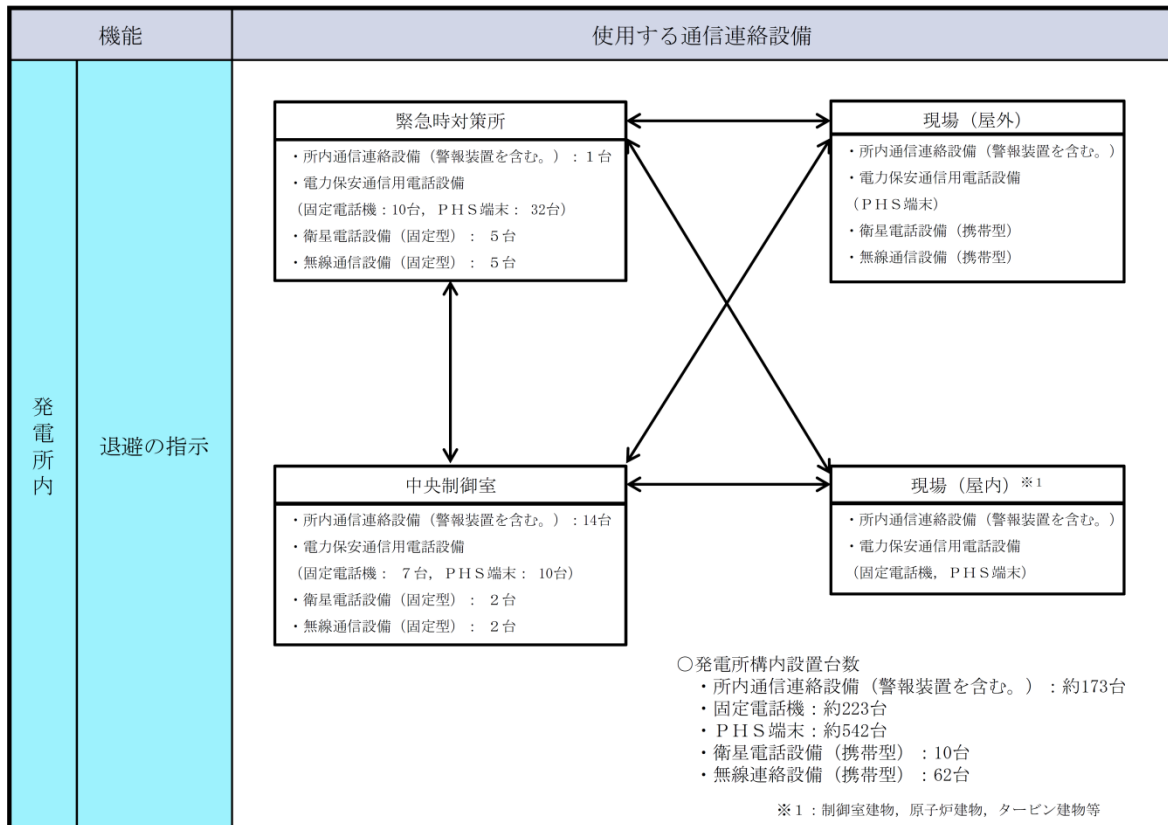 機能
使用する通信連絡設備
発電所内
退避の指示
緊急時対策所
・所内通信連絡設備（警報装置を含む。）：１台
・電力保安通信用電話設備
（固定電話機：10台，ＰＨＳ端末： 32台）
・衛星電話設備（固定型）： ５台
・無線通信設備（固定型）： ５台
現場（屋外）
・所内通信連絡設備（警報装置を含む。）
・電力保安通信用電話設備
（ＰＨＳ端末）
・衛星電話設備（携帯型）
・無線通信設備（携帯型）
中央制御室
・所内通信連絡設備（警報装置を含む。）：14台
・電力保安通信用電話設備
（固定電話機： ７台，ＰＨＳ端末： 10台）
・衛星電話設備（固定型）： ２台
・無線通信設備（固定型）： ２台
現場（屋内）※1
・所内通信連絡設備（警報装置を含む。）
・電力保安通信用電話設備
（固定電話機，ＰＨＳ端末）
○発電所構内設置台数
・所内通信連絡設備（警報装置を含む。）：約173台
・固定電話機：約223台
・ＰＨＳ端末：約542台
・衛星電話設備（携帯型）：10台
・無線連絡設備（携帯型）：62台
※１：制御室建物，原子炉建物，タービン建物等